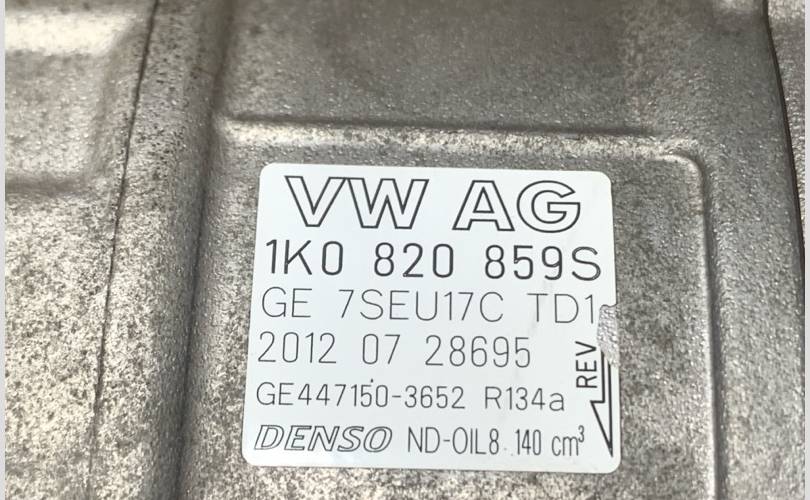 VW AG
1K0 820 859S
GE 7SEU17C TD1
2012 07 28695
GE447150-3652 R134a
REV
DENSO ND-OIL8 140 cm³